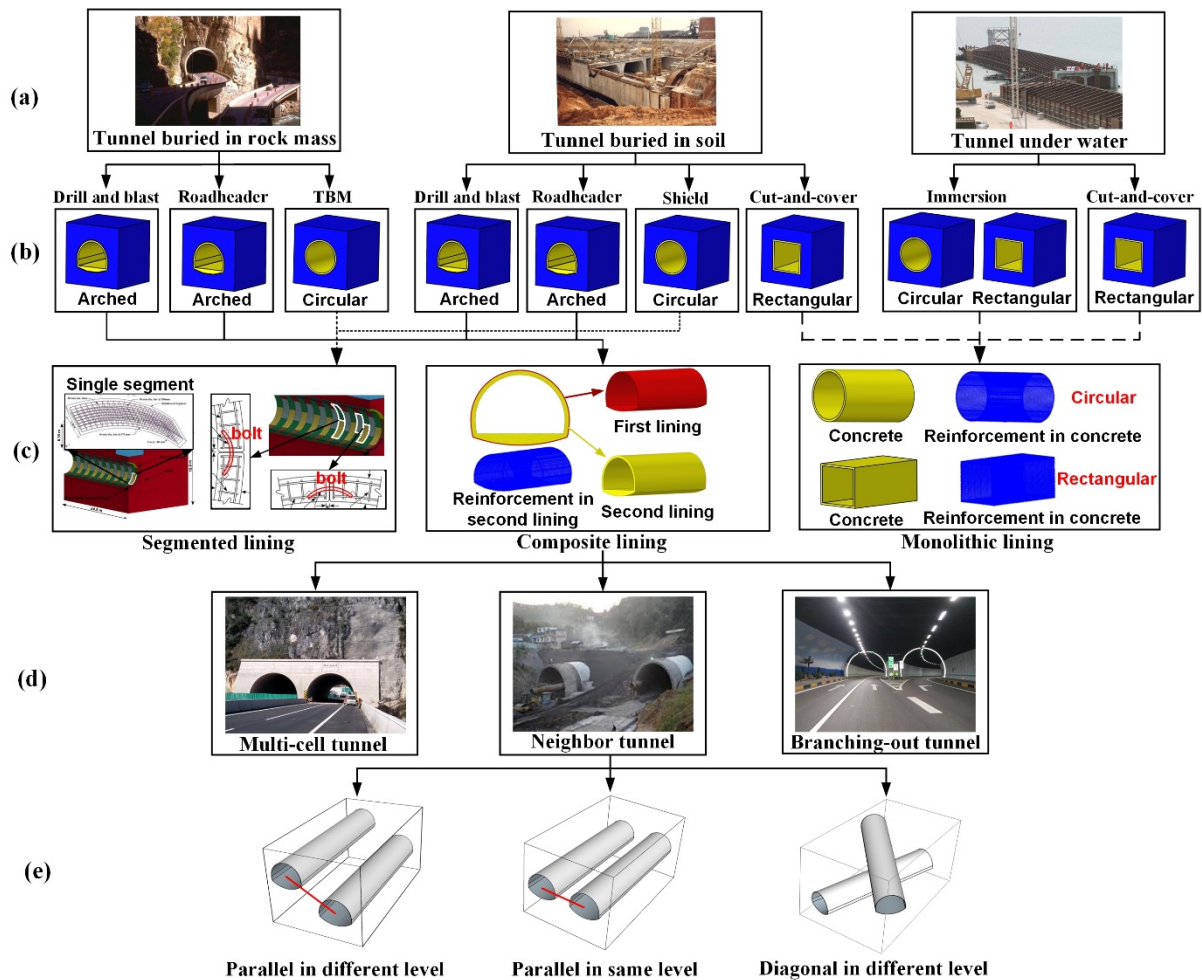 (a)
Tunnel buried in rock mass
Tunnel buried in soil
Tunnel under water
Drill and blast
Roadheader
TBM
Drill and blast
Roadheader
Shield
Cut-and-cover
Immersion
Cut-and-cover
(b)
Arched
Arched
Circular
Arched
Arched
Circular
Rectangular
Circular
Rectangular
Rectangular
(c)
Single segment
bolt
bolt
Segmented lining
First lining
Reinforcement in
second lining
Second lining
Composite lining
Concrete
Circular
Reinforcement in concrete
Rectangular
Concrete
Reinforcement in concrete
Monolithic lining
(d)
Multi-cell tunnel
Neighbor tunnel
Branching-out tunnel
(e)
Parallel in different level
Parallel in same level
Diagonal in different level